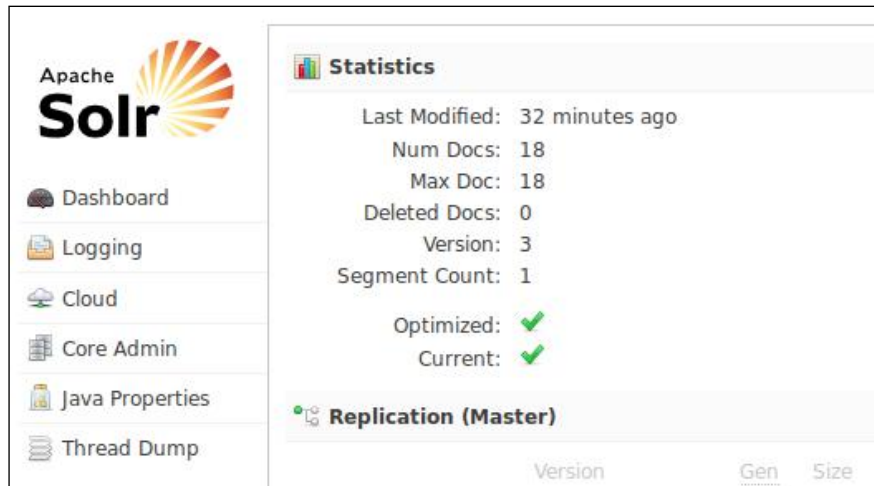 Apache
Solr
Dashboard
Logging
Cloud
Core Admin
Java Properties
Thread Dump
Statistics
Last Modified: 32 minutes ago
Num Docs: 18
Max Doc: 18
Deleted Docs: 0
Version: 3
Segment Count: 1
Optimized:
Current:
Replication (Master)
Version Gen Size